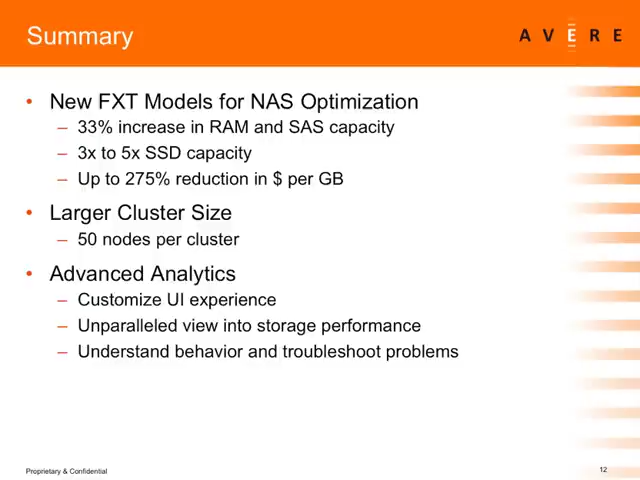 Summary
AVERE
• New FXT Models for NAS Optimization
– 33% increase in RAM and SAS capacity
– 3x to 5x SSD capacity
– Up to 275% reduction in $ per GB
• Larger Cluster Size
– 50 nodes per cluster
• Advanced Analytics
– Customize UI experience
– Unparalleled view into storage performance
– Understand behavior and troubleshoot problems
Proprietary & Confidential
12